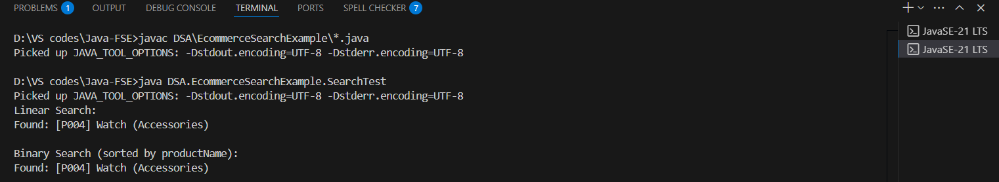 PROBLEMS 1 OUTPUT DEBUG CONSOLE TERMINAL PORTS SPELL CHECKER 7
JavaSE-21 LTS
JavaSE-21 LTS
D:\VS codes\Java-FSE>javac DSA\EcommerceSearchExample\*.java
Picked up JAVA_TOOL_OPTIONS: -Dstdout.encoding=UTF-8 -Dstderr.encoding=UTF-8
D:\VS codes\Java-FSE>java DSA.EcommerceSearchExample.SearchTest
Picked up JAVA_TOOL_OPTIONS: -Dstdout.encoding=UTF-8 -Dstderr.encoding=UTF-8
Linear Search:
Found: [P004] Watch (Accessories)
Binary Search (sorted by productName):
Found: [P004] Watch (Accessories)